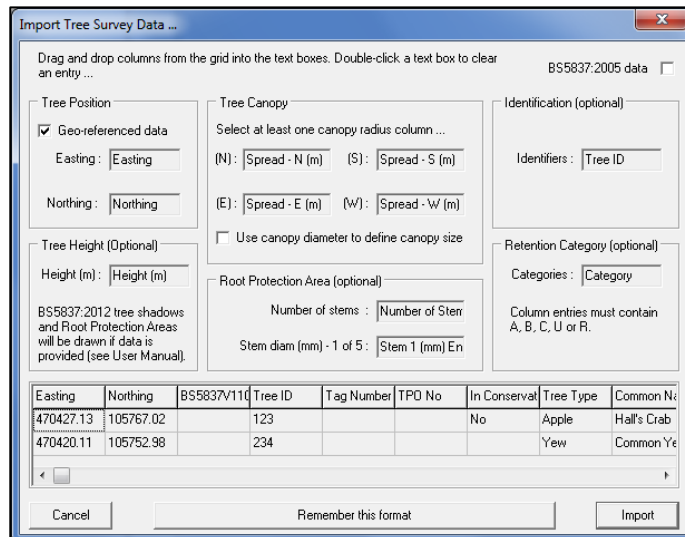 Import Tree Survey Data ...
Drag and drop columns from the grid into the text boxes. Double-click a text box to clear
an entry ...
BS5837:2005 data
Tree Position
Geo-referenced data
Easting : Easting
Northing : Northing
Tree Canopy
Select at least one canopy radius column ...
(N) : Spread - N (m) (S) : Spread - S (m)
(E) : Spread - E (m) (W) : Spread - W (m)
Use canopy diameter to define canopy size
Identification (optional)
Identifiers : Tree ID
Tree Height (Optional)
Height (m) : Height (m)
BS5837:2012 tree shadows
and Root Protection Areas
will be drawn if data is
provided (see User Manual).
Root Protection Area (optional)
Number of stems : Number of Stem
Stem diam (mm) - 1 of 5 : Stem 1 (mm) En
Retention Category (optional)
Categories : Category
Column entries must contain
A, B, C, U or R.
Easting Northing BS5837V110 Tree ID Tag Number TPO No In Conservat Tree Type Common Na
470427.13 105767.02 123 No Apple Hall's Crab
470420.11 105752.98 234 Yew Common Ye
Cancel Remember this format Import